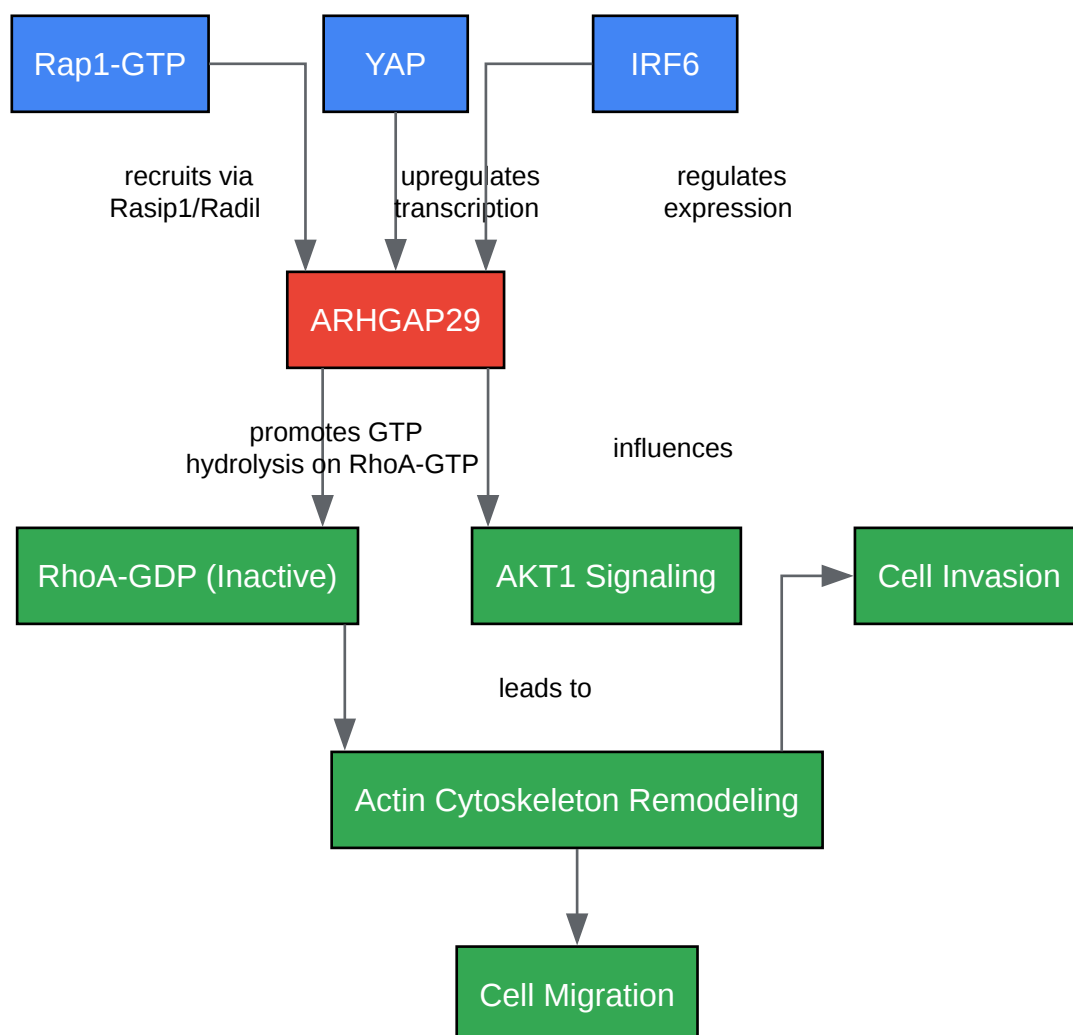 Rap1-GTP
YAP
IRF6
recruits via
Rasip1/Radil
upregulates
transcription
regulates
expression
ARHGAP29
promotes GTP
hydrolysis on RhoA-GTP
influences
RhoA-GDP (Inactive)
AKT1 Signaling
Cell Invasion
leads to
Actin Cytoskeleton Remodeling
Cell Migration